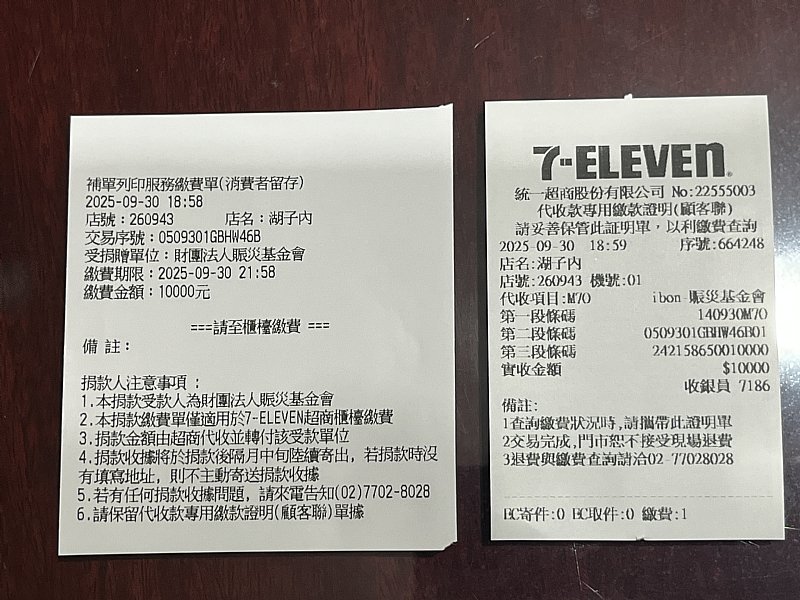 補單列印服務繳費單(消費者留存)
2025-09-30 18:58
店號:260943 店名:湖子內
交易序號:0509301GBHW46B
受捐贈單位:財團法人賑災基金會
繳費期限:2025-09-30 21:58
繳費金額:10000元
===請至櫃檯繳費 ===
備 註:
捐款人注意事項:
1.本捐款受款人為財團法人賑災基金會
2.本捐款繳費單僅適用於7-ELEVEN超商櫃檯繳費
3.捐款金額由超商代收並轉付該受款單位
4.捐款收據將於捐款後隔月中旬陸續寄出,若捐款時沒
有填寫地址,則不主動寄送捐款收據
5.若有任何捐款收據問題,請來電告知(02)7702-8028
6.請保留代收款專用繳款證明(顧客聯)單據
7-ELEVEN®
統一超商股份有限公司 No:22555003
代收款專用繳款證明(顧客聯)
請妥善保管此證明單,以利繳費查詢
2025-09-30 18:59 序號:664248
店名:湖子內
店號:260943 機號:01
代收項目:M70 ibon-賑災基金會
第一段條碼 140930M70
第二段條碼 0509301GBHW46B01
第三段條碼 242158650010000
實收金額 $10000
收銀員 7186
備註:
1查詢繳費狀況時,請攜帶此證明單
2交易完成,門市恕不接受現場退費
3退費與繳費查詢請洽02-77028028
EC寄件:0 EC取件:0 繳費:1